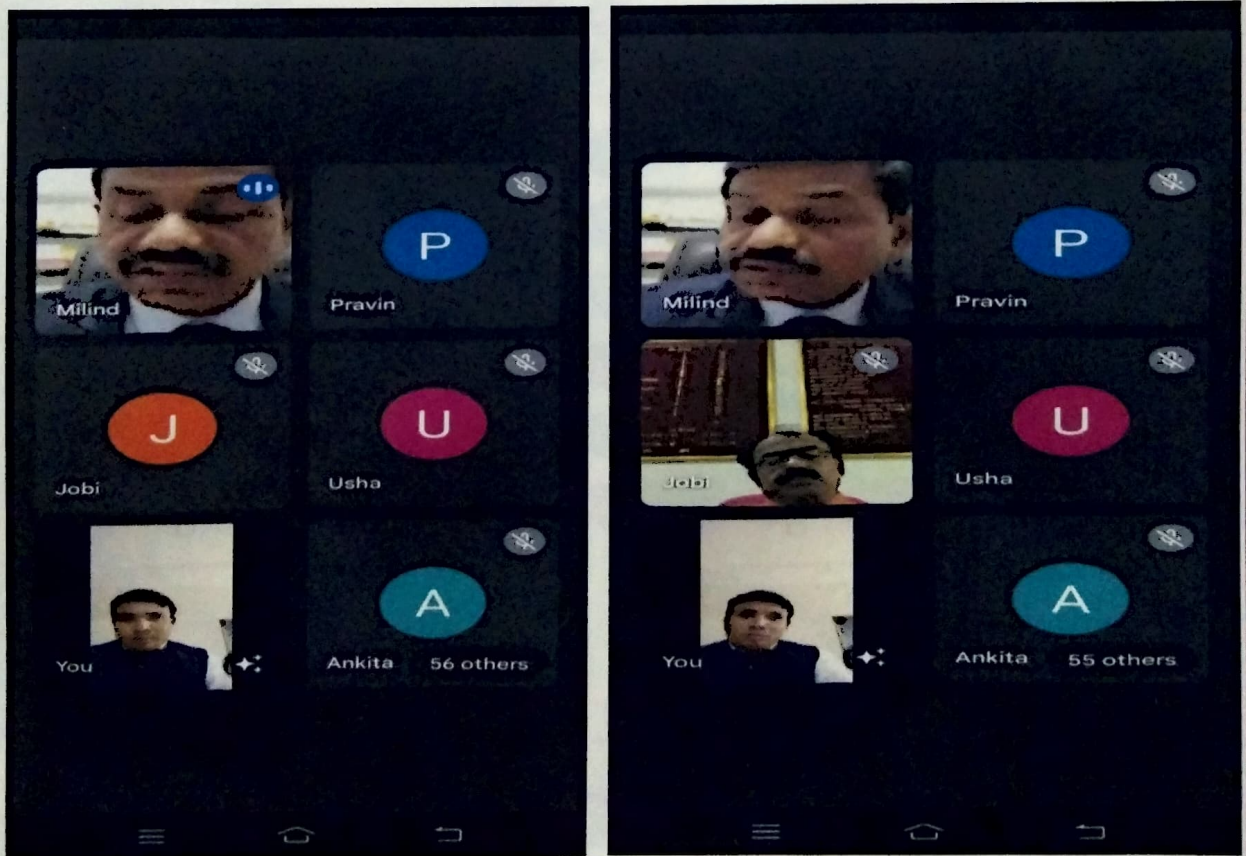 P
Milind
Pravin
J
U
Jobi
Usha
A
You
Ankita 56 others
P
Milind
Pravin
U
Jobi
Usha
A
You
Ankita 55 others